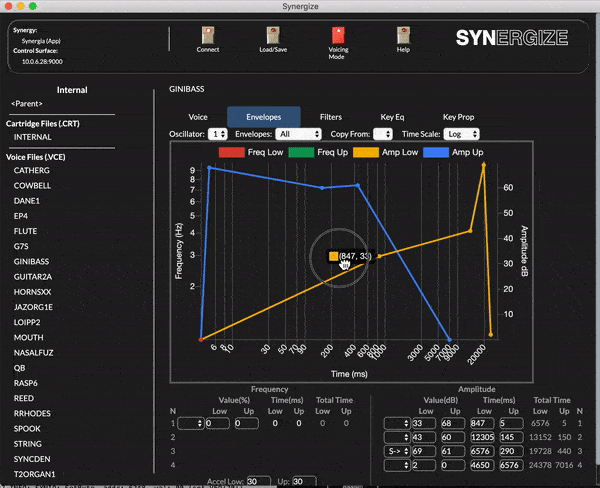 Synergize
Synergy:
Synergia (App)
Control Surface:
10.0.6.28:9000
Connect
Load/Save
Voicing
Mode
Help
SYNERGIZE
Internal
<Parent>
Cartridge Files (.CRT)
INTERNAL
Voice Files (.VCE)
CATHERG
COWBELL
DANE1
EP4
FLUTE
G7S
GINIBASS
GUITAR2A
HORNSXX
JAZORG1E
LOIPP2
MOUTH
NASALFUZ
QB
RASP6
REED
RRHODES
SPOOK
STRING
SYNCDEN
T2ORGAN1
GINIBASS
Voice Envelopes Filters Key Eq Key Prop
Oscillator: 1 Envelopes: All Copy From: Time Scale: Log
Freq Low Freq Up Amp Low Amp Up
9
8
7
6
5
4
3
2
Frequency (Hz)
60
50
40
30
20
10
Amplitude dB
(847, 33)
6 8 10 30 50 70 90 200 400 600 800 3000 5000 7000 9000 20000
Time (ms)
Frequency
Value(%) Time(ms) Total Time
N Low Up Low Up Low Up
1 0 0 0 0 0 0
2
3
4
Accel Low: 30 Up: 30
Amplitude
Value(dB) Time(ms) Total Time
Low Up Low Up Low Up N
33 68 847 5 6576 5 1
43 60 12305 145 13152 150 2
S-> 69 61 6576 290 19728 440 3
2 0 4650 6576 24378 7016 4